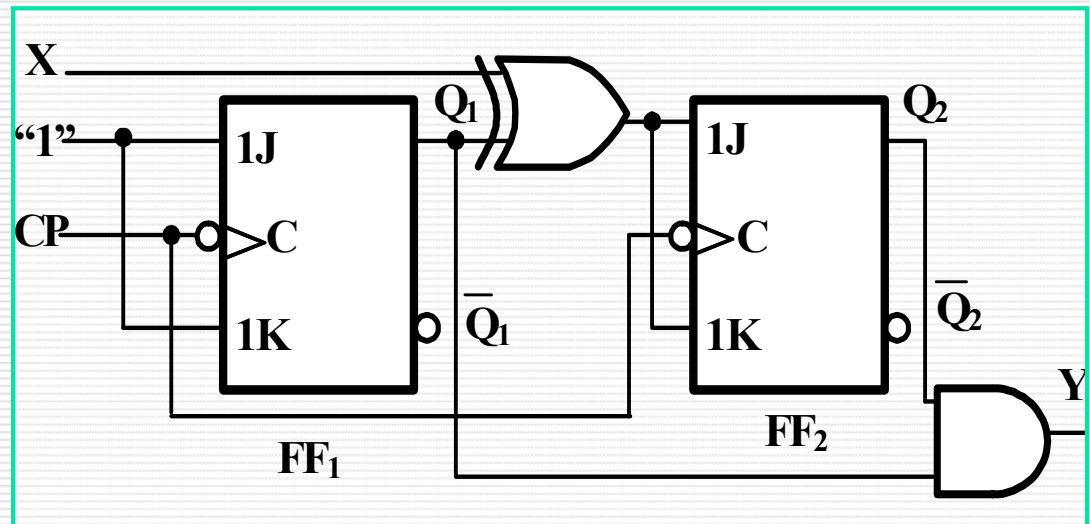 X
Q₁
Q₂
“1”
1J
1J
CP
C
C
Q̅₁
Q̅₂
1K
1K
Y
FF₁
FF₂